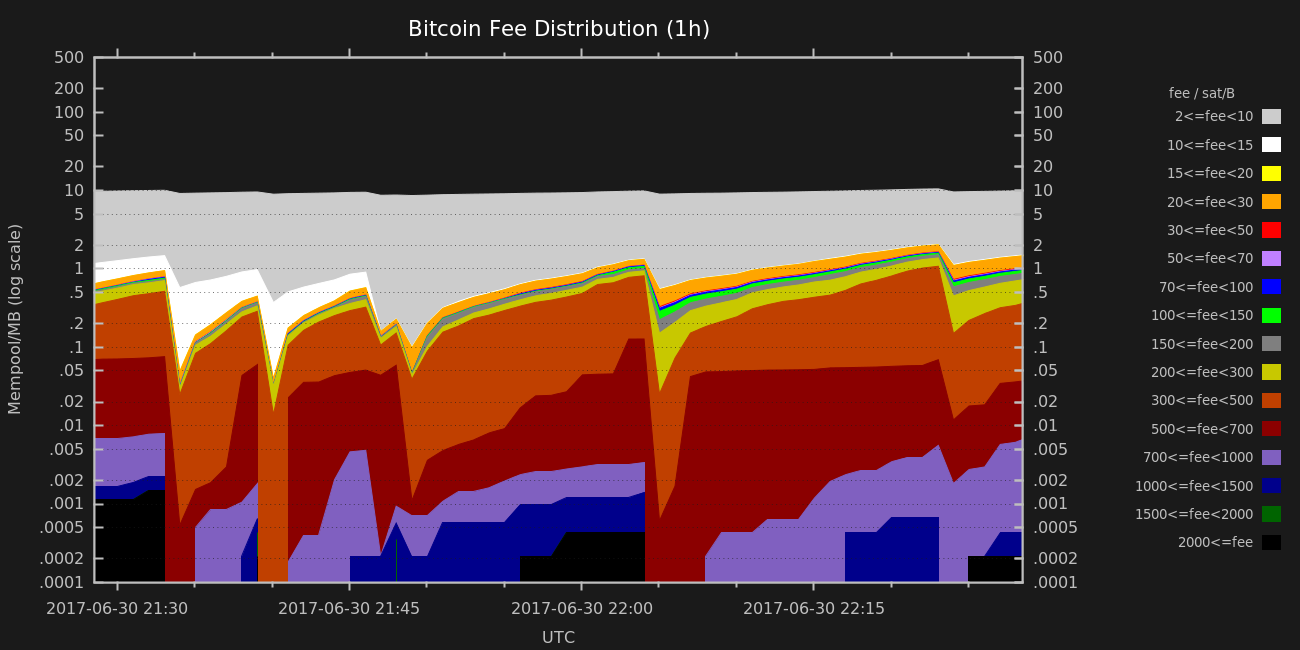 Bitcoin Fee Distribution (1h)
Mempool/MB (log scale)
500
200
100
50
20
10
5
2
1
.5
.2
.1
.05
.02
.01
.005
.002
.001
.0005
.0002
.0001
500
200
100
50
20
10
5
2
1
.5
.2
.1
.05
.02
.01
.005
.002
.001
.0005
.0002
.0001
2017-06-30 21:30
2017-06-30 21:45
2017-06-30 22:00
2017-06-30 22:15
UTC
fee / sat/B
2<=fee<10
10<=fee<15
15<=fee<20
20<=fee<30
30<=fee<50
50<=fee<70
70<=fee<100
100<=fee<150
150<=fee<200
200<=fee<300
300<=fee<500
500<=fee<700
700<=fee<1000
1000<=fee<1500
1500<=fee<2000
2000<=fee